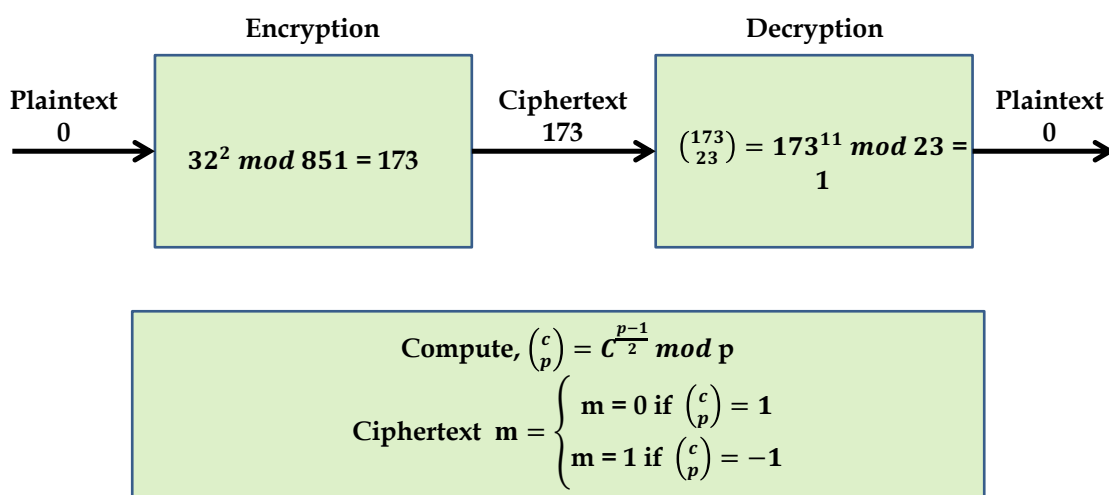 Encryption
Decryption
Plaintext
0
32² mod 851 = 173
Ciphertext
173
(173 23) = 173¹¹ mod 23 =
1
Plaintext
0
Compute, (c p) = C^((p−1)/2) mod p
Ciphertext m = { m = 0 if (c p) = 1
m = 1 if (c p) = −1